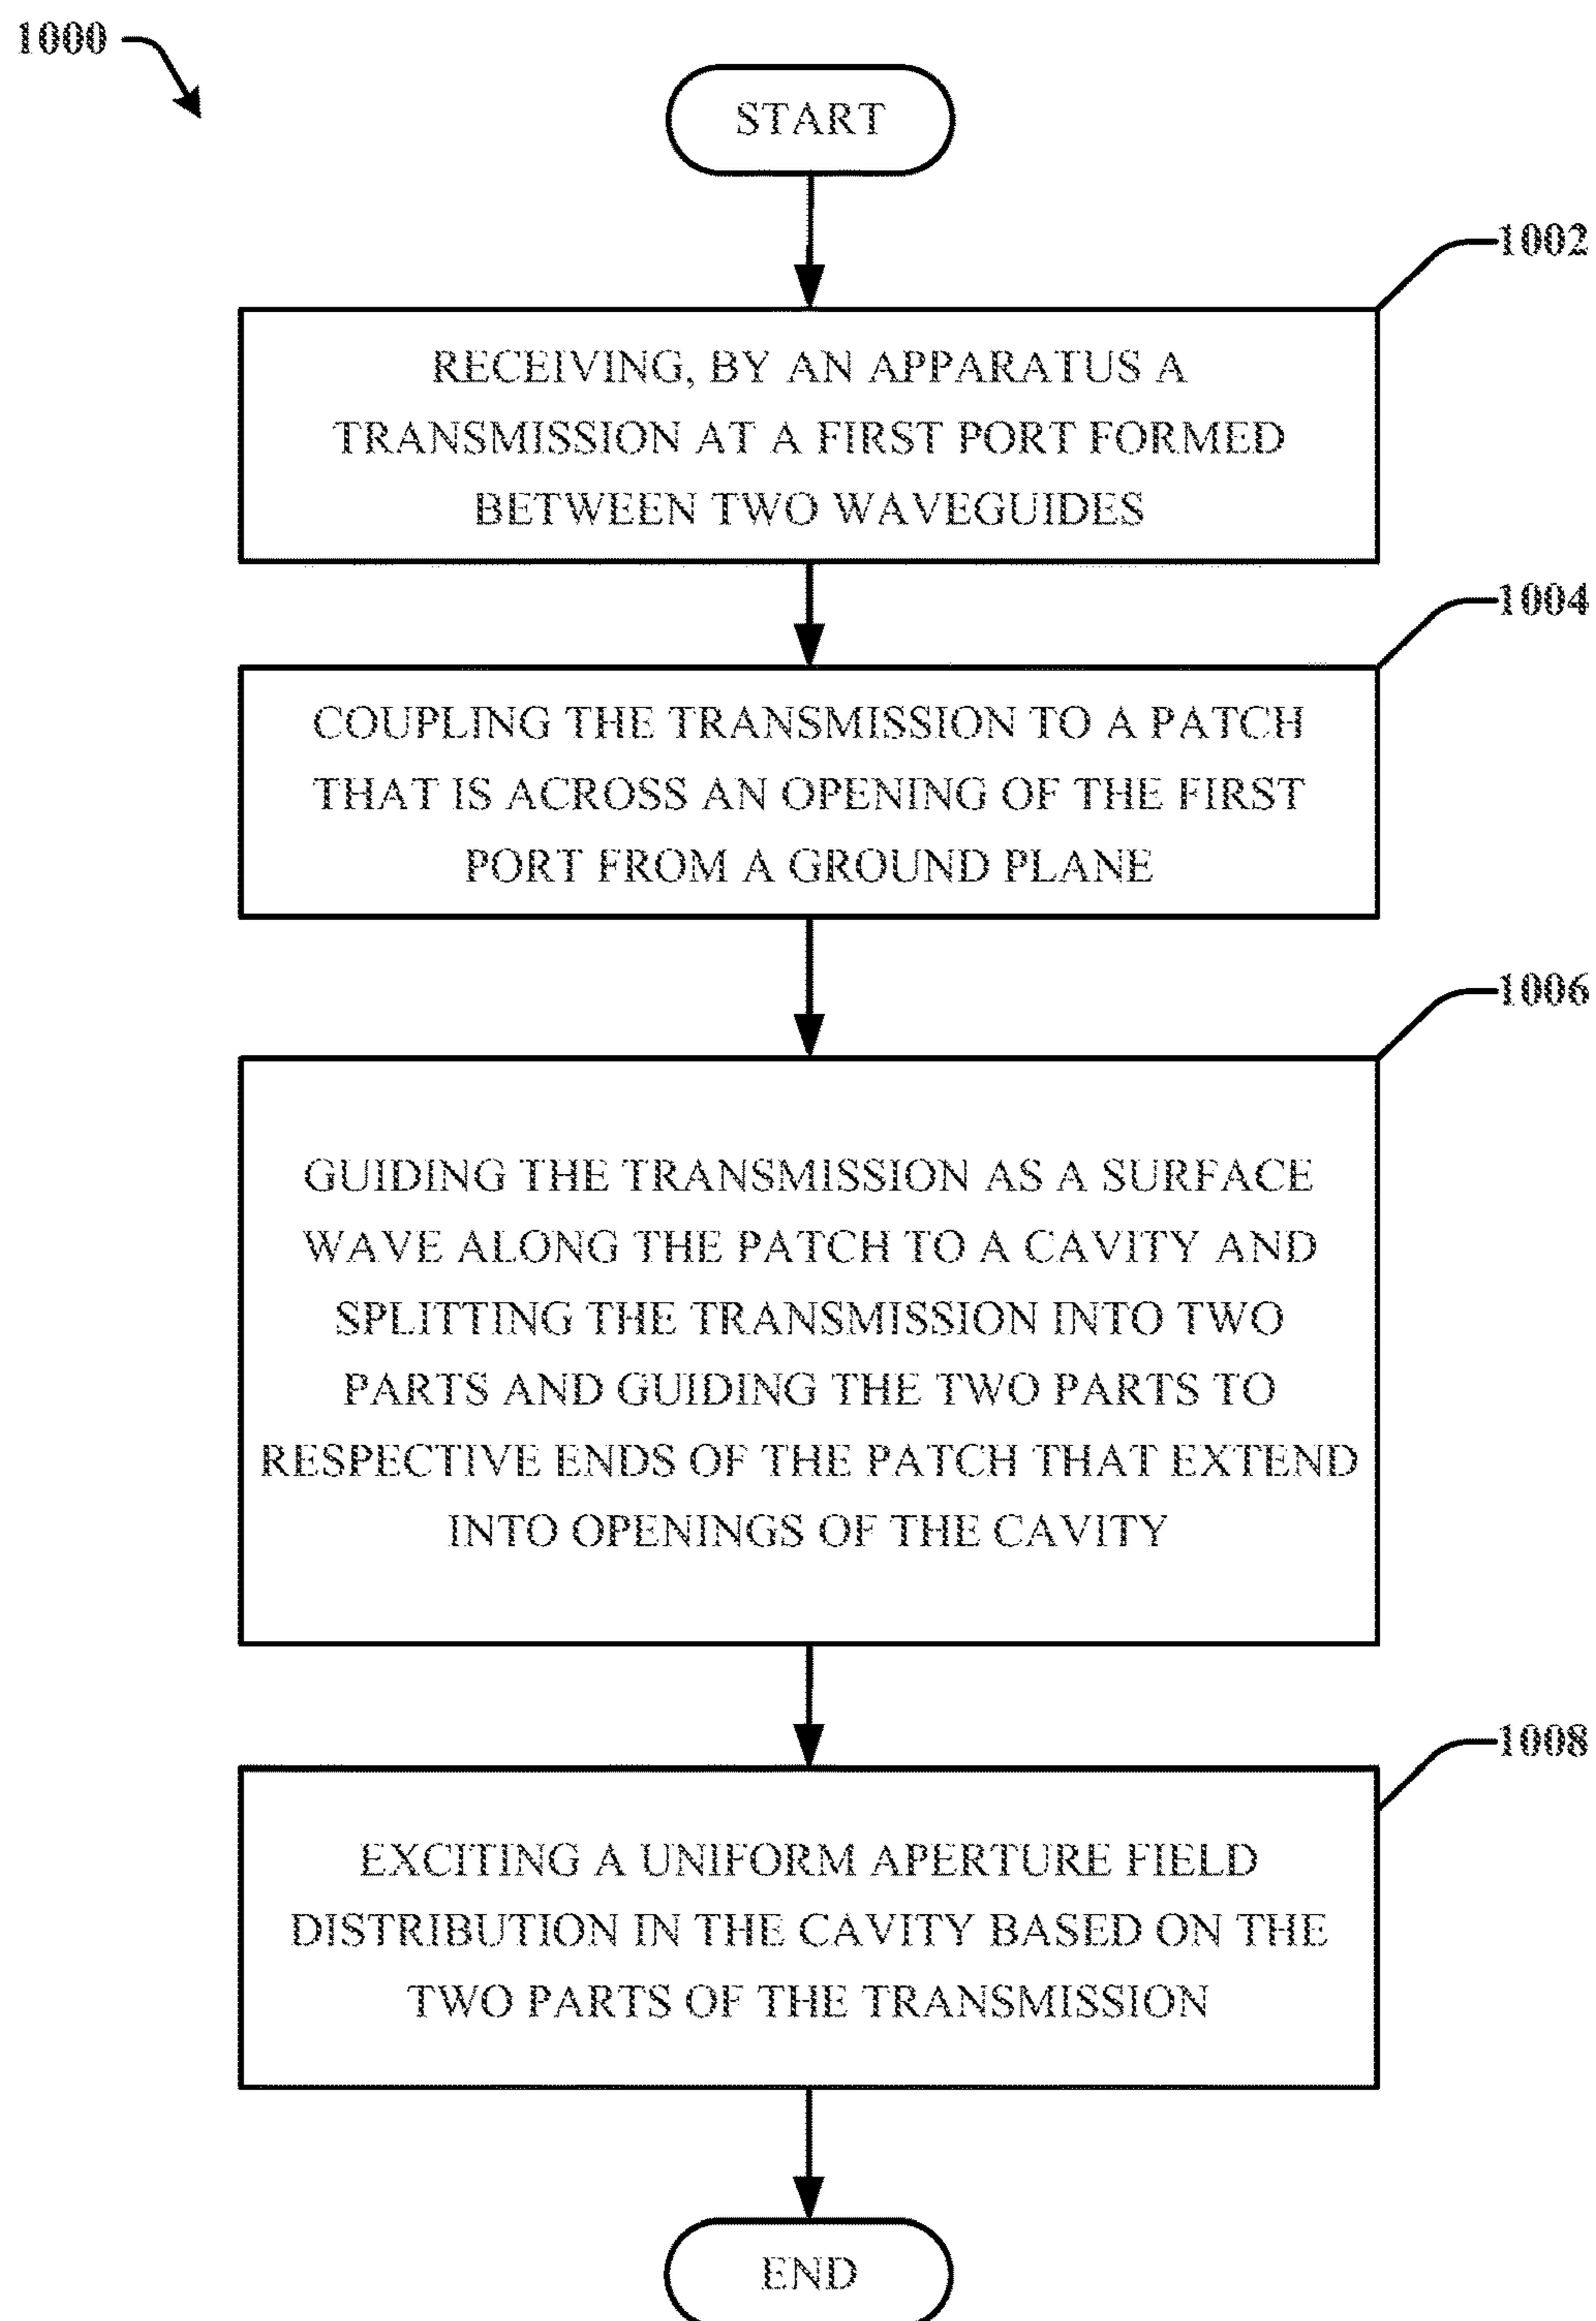 1000
START
1002
RECEIVING, BY AN APPARATUS A
TRANSMISSION AT A FIRST PORT FORMED
BETWEEN TWO WAVEGUIDES
1004
COUPLING THE TRANSMISSION TO A PATCH
THAT IS ACROSS AN OPENING OF THE FIRST
PORT FROM A GROUND PLANE
1006
GUIDING THE TRANSMISSION AS A SURFACE
WAVE ALONG THE PATCH TO A CAVITY AND
SPLITTING THE TRANSMISSION INTO TWO
PARTS AND GUIDING THE TWO PARTS TO
RESPECTIVE ENDS OF THE PATCH THAT EXTEND
INTO OPENINGS OF THE CAVITY
1008
EXCITING A UNIFORM APERTURE FIELD
DISTRIBUTION IN THE CAVITY BASED ON THE
TWO PARTS OF THE TRANSMISSION
END